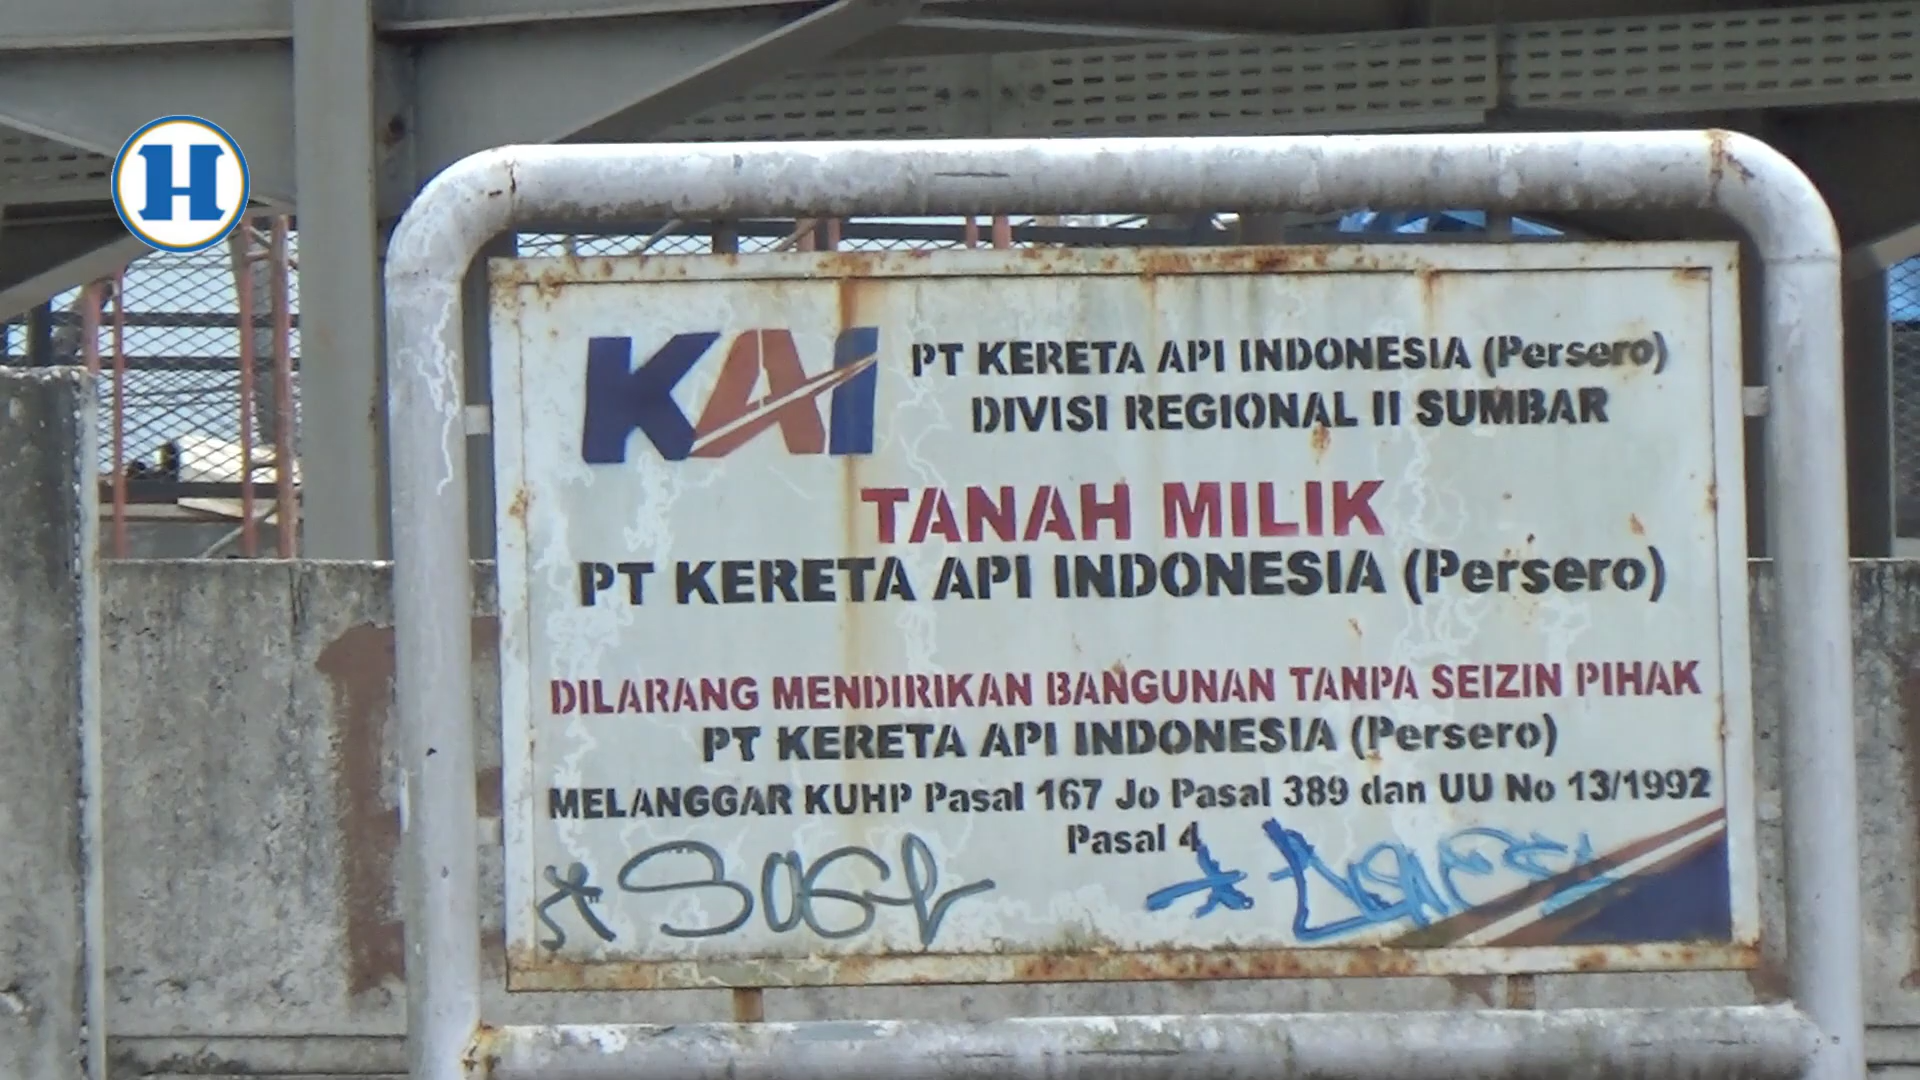 H
KAI
PT KERETA API INDONESIA (Persero)
DIVISI REGIONAL II SUMBAR
TANAH MILIK
PT KERETA API INDONESIA (Persero)
DILARANG MENDIRIKAN BANGUNAN TANPA SEIZIN PIHAK
PT KERETA API INDONESIA (Persero)
MELANGGAR KUHP Pasal 167 Jo Pasal 389 dan UU No 13/1992
Pasal 4